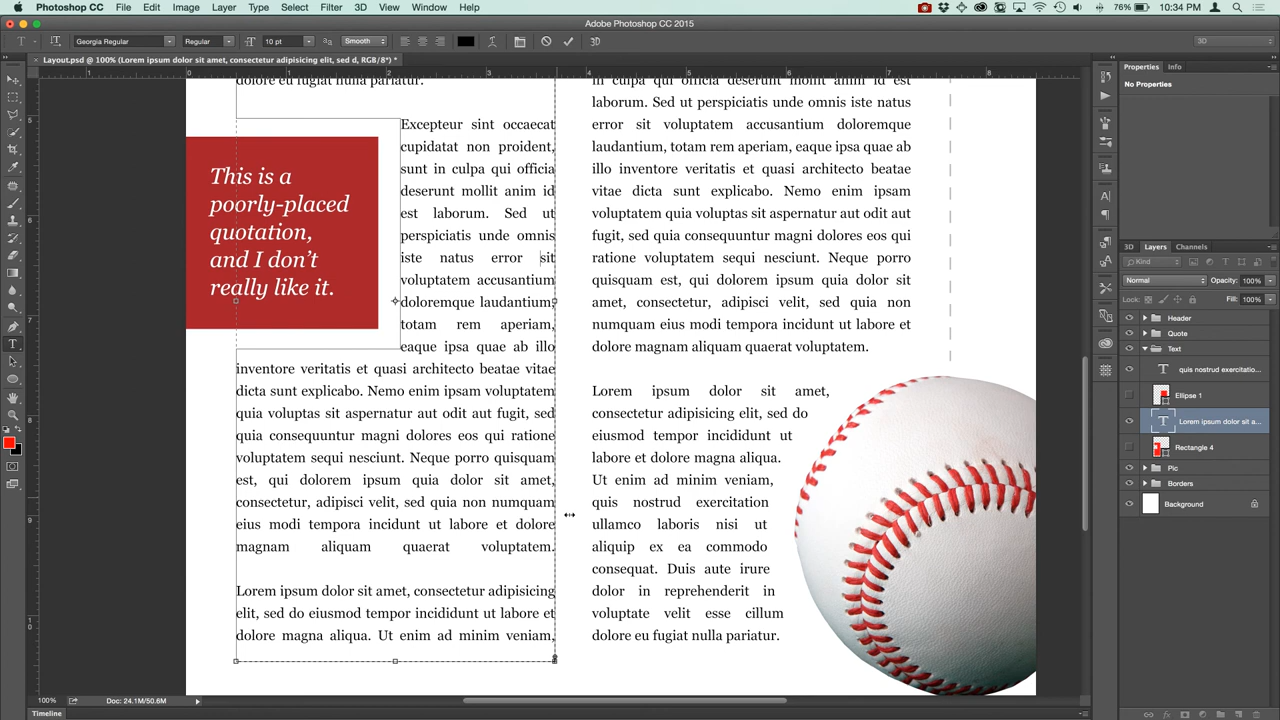 Photoshop CC File Edit Image Layer Type Select Filter 3D View Window Help
76% 10:34 PM
Adobe Photoshop CC 2015
Georgia Regular Regular 10 pt Smooth 3D 3D
Layout.psd @ 100% (Lorem ipsum dolor sit amet, consectetur adipisicing elit, sed d, RGB/8*) *
1 0 1 2 3 4 5 6 7 8
dolore eu fugiat nulla pariatur.
Excepteur sint occaecat
cupidatat non proident,
sunt in culpa qui officia
deserunt mollit anim id
est laborum. Sed ut
perspiciatis unde omnis
iste natus error sit
voluptatem accusantium
doloremque laudantium,
totam rem aperiam,
eaque ipsa quae ab illo
inventore veritatis et quasi architecto beatae vitae
dicta sunt explicabo. Nemo enim ipsam voluptatem
quia voluptas sit aspernatur aut odit aut fugit, sed
quia consequuntur magni dolores eos qui ratione
voluptatem sequi nesciunt. Neque porro quisquam
est, qui dolorem ipsum quia dolor sit amet,
consectetur, adipisci velit, sed quia non numquam
eius modi tempora incidunt ut labore et dolore
magnam aliquam quaerat voluptatem.
Lorem ipsum dolor sit amet, consectetur adipisicing
elit, sed do eiusmod tempor incididunt ut labore et
dolore magna aliqua. Ut enim ad minim veniam,
This is a
poorly-placed
quotation,
and I don't
really like it.
in culpa qui officia deserunt mollit anim id est
laborum. Sed ut perspiciatis unde omnis iste natus
error sit voluptatem accusantium doloremque
laudantium, totam rem aperiam, eaque ipsa quae ab
illo inventore veritatis et quasi architecto beatae
vitae dicta sunt explicabo. Nemo enim ipsam
voluptatem quia voluptas sit aspernatur aut odit aut
fugit, sed quia consequuntur magni dolores eos qui
ratione voluptatem sequi nesciunt. Neque porro
quisquam est, qui dolorem ipsum quia dolor sit
amet, consectetur, adipisci velit, sed quia non
numquam eius modi tempora incidunt ut labore et
dolore magnam aliquam quaerat voluptatem.
Lorem ipsum dolor sit amet,
consectetur adipisicing elit, sed do
eiusmod tempor incididunt ut
labore et dolore magna aliqua.
Ut enim ad minim veniam,
quis nostrud exercitation
ullamco laboris nisi ut
aliquip ex ea commodo
consequat. Duis aute irure
dolor in reprehenderit in
voluptate velit esse cillum
dolore eu fugiat nulla pariatur.
Properties Info
No Properties
3D Layers Channels
Kind
Normal Opacity: 100%
Lock: Fill: 100%
Header
Quote
Text
quis nostrud exercitatio...
Ellipse 1
Lorem ipsum dolor sit a...
Rectangle 4
Pic
Borders
Background
100% Doc: 24.1M/50.6M
Timeline